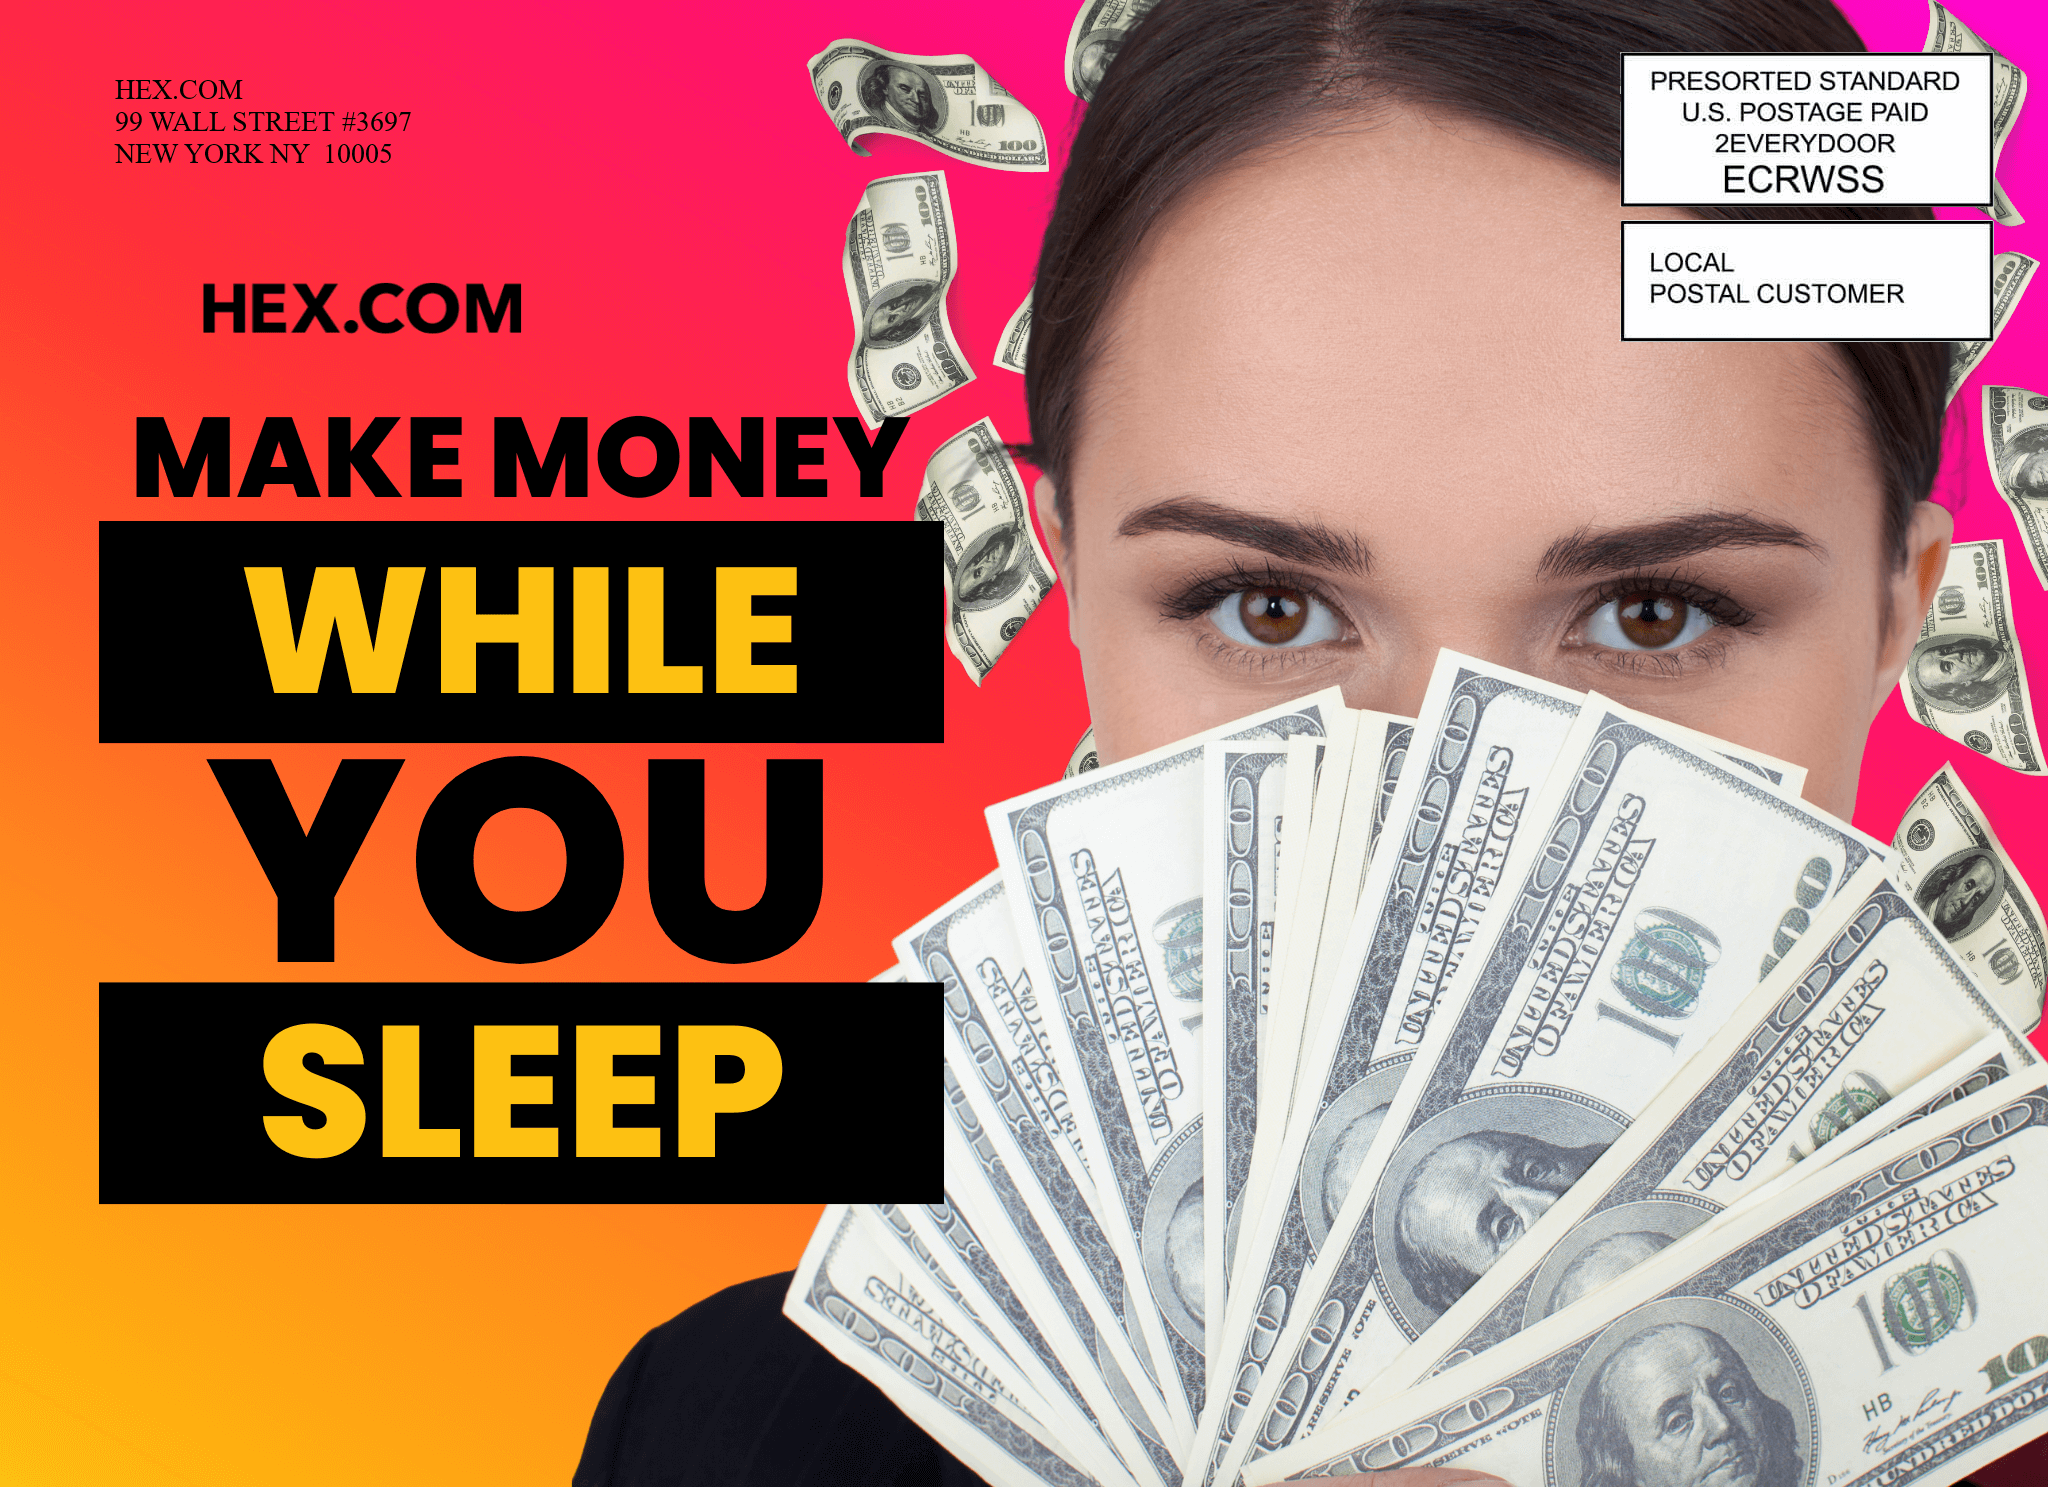 HEX.COM
99 WALL STREET #3697
NEW YORK NY  10005
PRESORTED STANDARD
U.S. POSTAGE PAID
2EVERYDOOR
ECRWSS
LOCAL
POSTAL CUSTOMER
HEX.COM
MAKE MONEY
WHILE
YOU
SLEEP